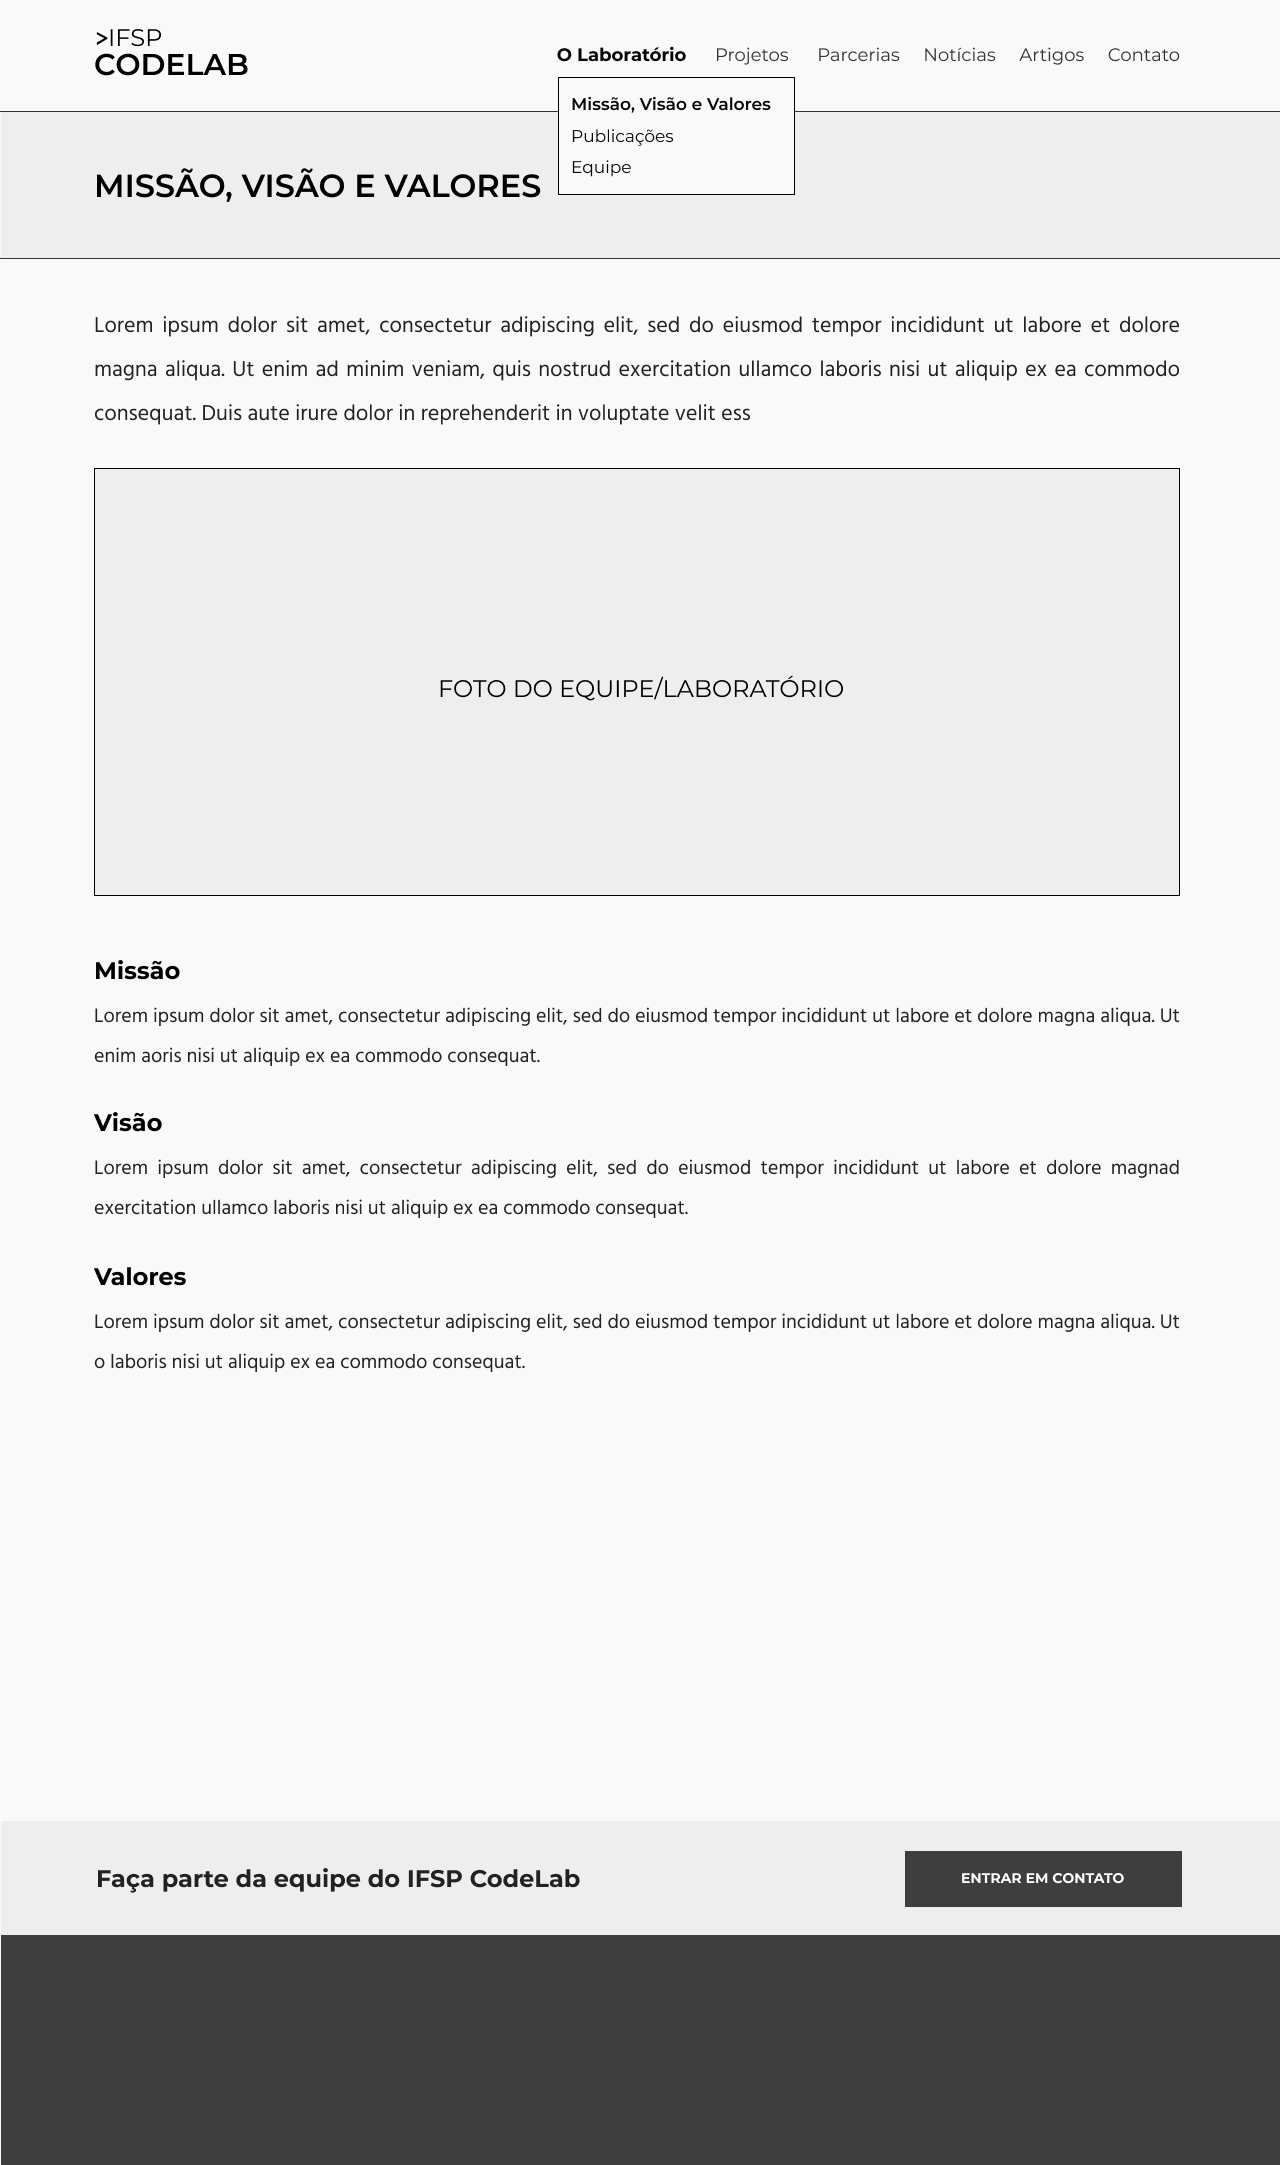 >IFSP
CODELAB
O Laboratório Projetos Parcerias Notícias Artigos Contato
Missão, Visão e Valores
Publicações
Equipe
MISSÃO, VISÃO E VALORES
Lorem ipsum dolor sit amet, consectetur adipiscing elit, sed do eiusmod tempor incididunt ut labore et dolore
magna aliqua. Ut enim ad minim veniam, quis nostrud exercitation ullamco laboris nisi ut aliquip ex ea commodo
consequat. Duis aute irure dolor in reprehenderit in voluptate velit ess
FOTO DO EQUIPE/LABORATÓRIO
Missão
Lorem ipsum dolor sit amet, consectetur adipiscing elit, sed do eiusmod tempor incididunt ut labore et dolore magna aliqua. Ut
enim aoris nisi ut aliquip ex ea commodo consequat.
Visão
Lorem ipsum dolor sit amet, consectetur adipiscing elit, sed do eiusmod tempor incididunt ut labore et dolore magnad
exercitation ullamco laboris nisi ut aliquip ex ea commodo consequat.
Valores
Lorem ipsum dolor sit amet, consectetur adipiscing elit, sed do eiusmod tempor incididunt ut labore et dolore magna aliqua. Ut
o laboris nisi ut aliquip ex ea commodo consequat.
Faça parte da equipe do IFSP CodeLab
ENTRAR EM CONTATO